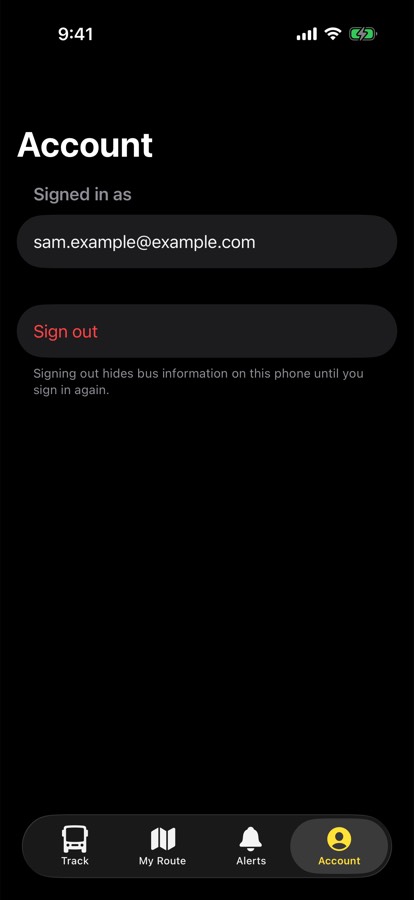 9:41
Account
Signed in as
sam.example@example.com
Sign out
Signing out hides bus information on this phone until you
sign in again.
Track
My Route
Alerts
Account